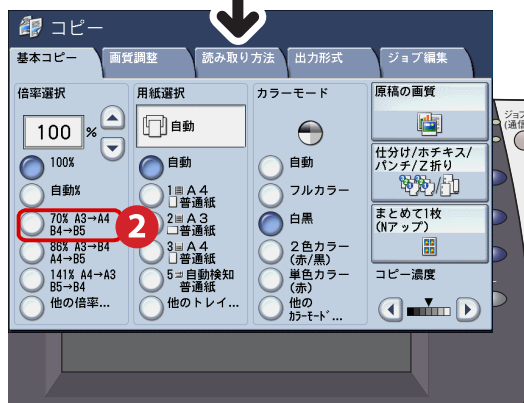 コピー
基本コピー
画質調整
読み取り方法
出力形式
ジョブ編集
倍率選択
100 %
100%
自動%
70% A3→A4
B4→B5
86% A3→B4
A4→B5
141% A4→A3
B5→B4
他の倍率...
2
用紙選択
自動
自動
1 A4
普通紙
2 A3
普通紙
3 A4
普通紙
5 自動検知
普通紙
他のトレイ...
カラーモード
自動
フルカラー
白黒
2色カラー
(赤/黒)
単色カラー
(赤)
他の
カラーモード...
原稿の画質
仕分け/ホチキス/
パンチ/Z折り
まとめて1枚
(Nアップ)
コピー濃度
ジョブ
(通信